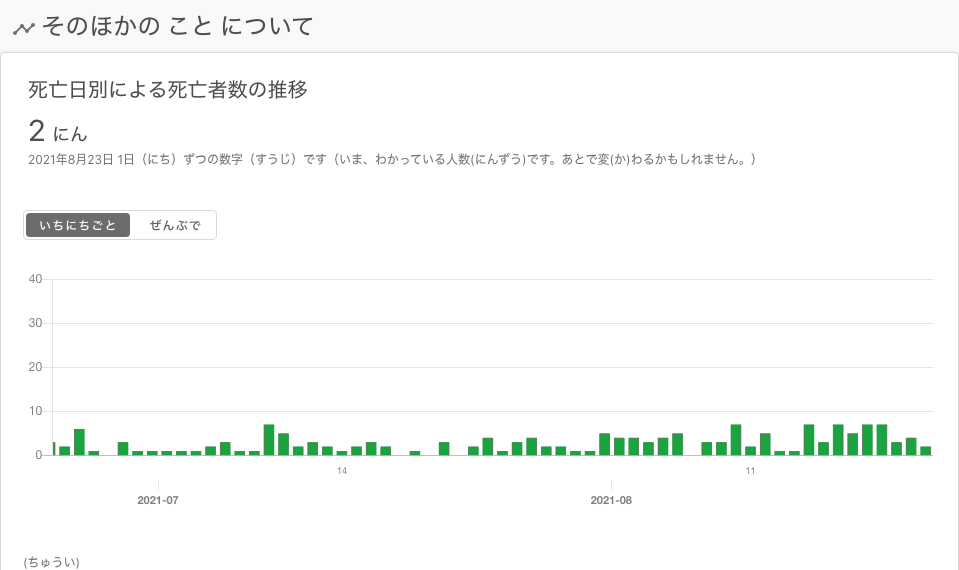 そのほかの こと について
死亡日別による死亡者数の推移
2 にん
2021年8月23日 1日（にち）ずつの数字（すうじ）です（いま、わかっている人数(にんずう)です。あとで変(か)わるかもしれません。）
いちにちごと ぜんぶで
40
30
20
10
0
14 11
2021-07 2021-08
(ちゅうい)